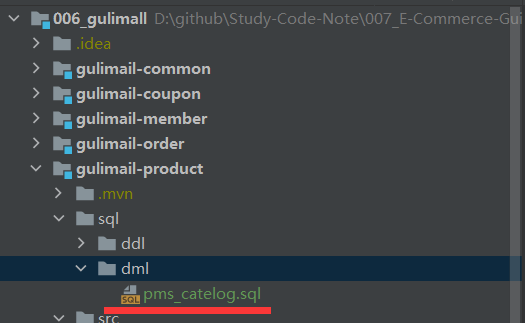 006_gulimall D:\github\Study-Code-Note\007_E-Commerce-Gui
.idea
gulimail-common
gulimail-coupon
gulimail-member
gulimail-order
gulimail-product
.mvn
sql
ddl
dml
SQL pms_catelog.sql
src